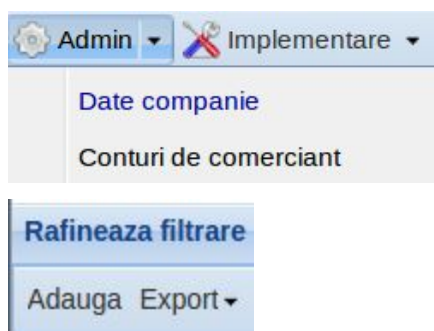 Admin Implementare
Date companie
Conturi de comerciant
Rafineaza filtrare
Adauga Export